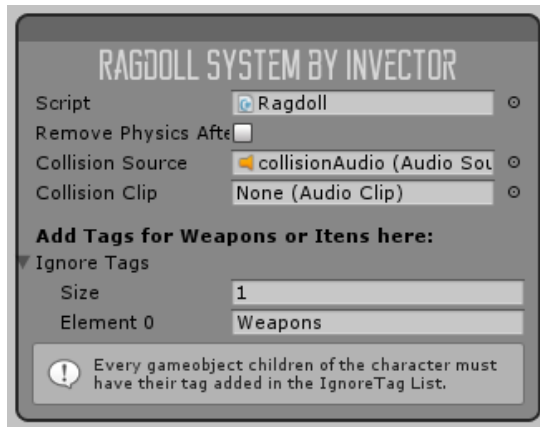 RAGDOLL SYSTEM BY INVECTOR
Script Ragdoll
Remove Physics Afte
Collision Source collisionAudio (Audio Sou
Collision Clip None (Audio Clip)
Add Tags for Weapons or Itens here:
Ignore Tags
Size 1
Element 0 Weapons
Every gameobject children of the character must
have their tag added in the IgnoreTag List.